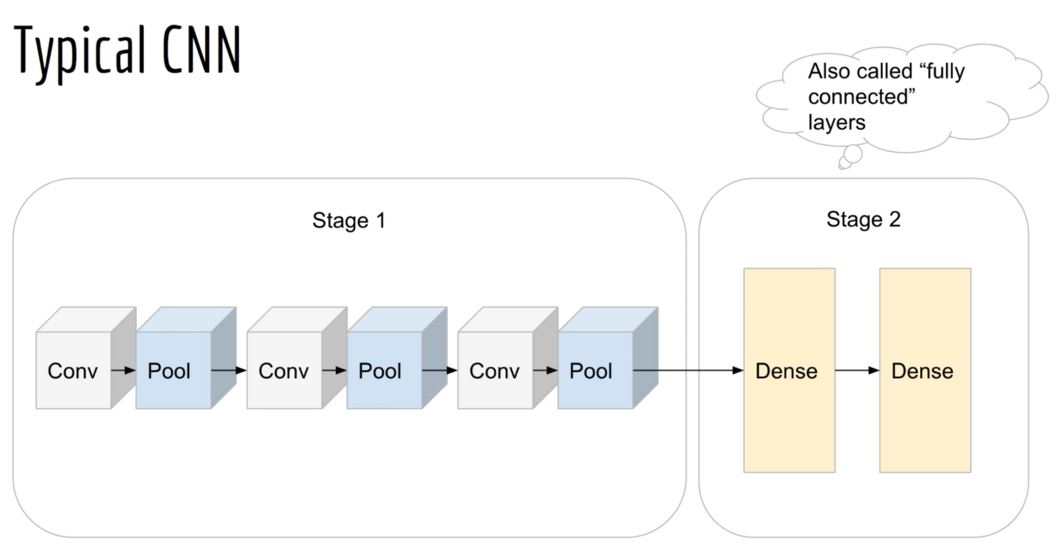 Typical CNN
Also called “fully
connected”
layers
Stage 1
Stage 2
Conv
Pool
Conv
Pool
Conv
Pool
Dense
Dense